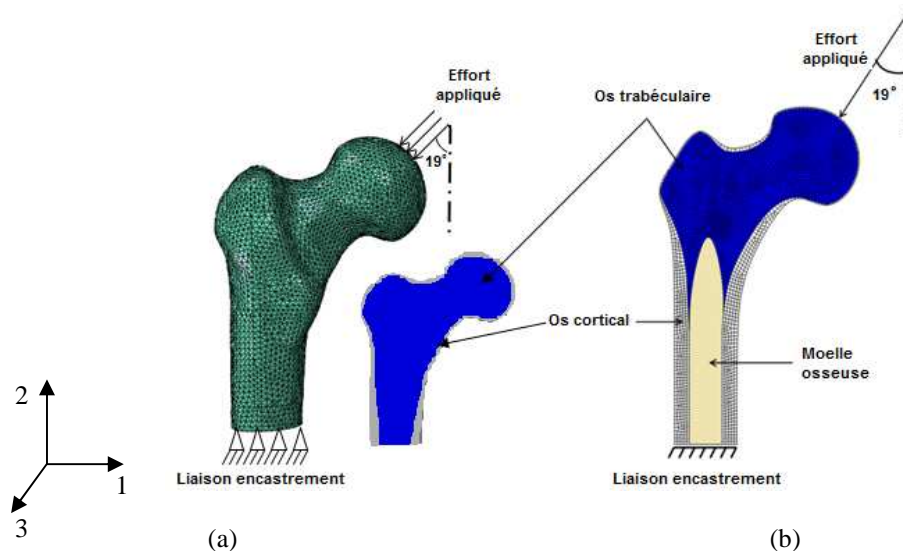 Effort
appliqué
19°
Os trabéculaire
Effort
appliqué
19°
Os cortical
Moelle
osseuse
Liaison encastrement
Liaison encastrement
2
1
3
(a)
(b)